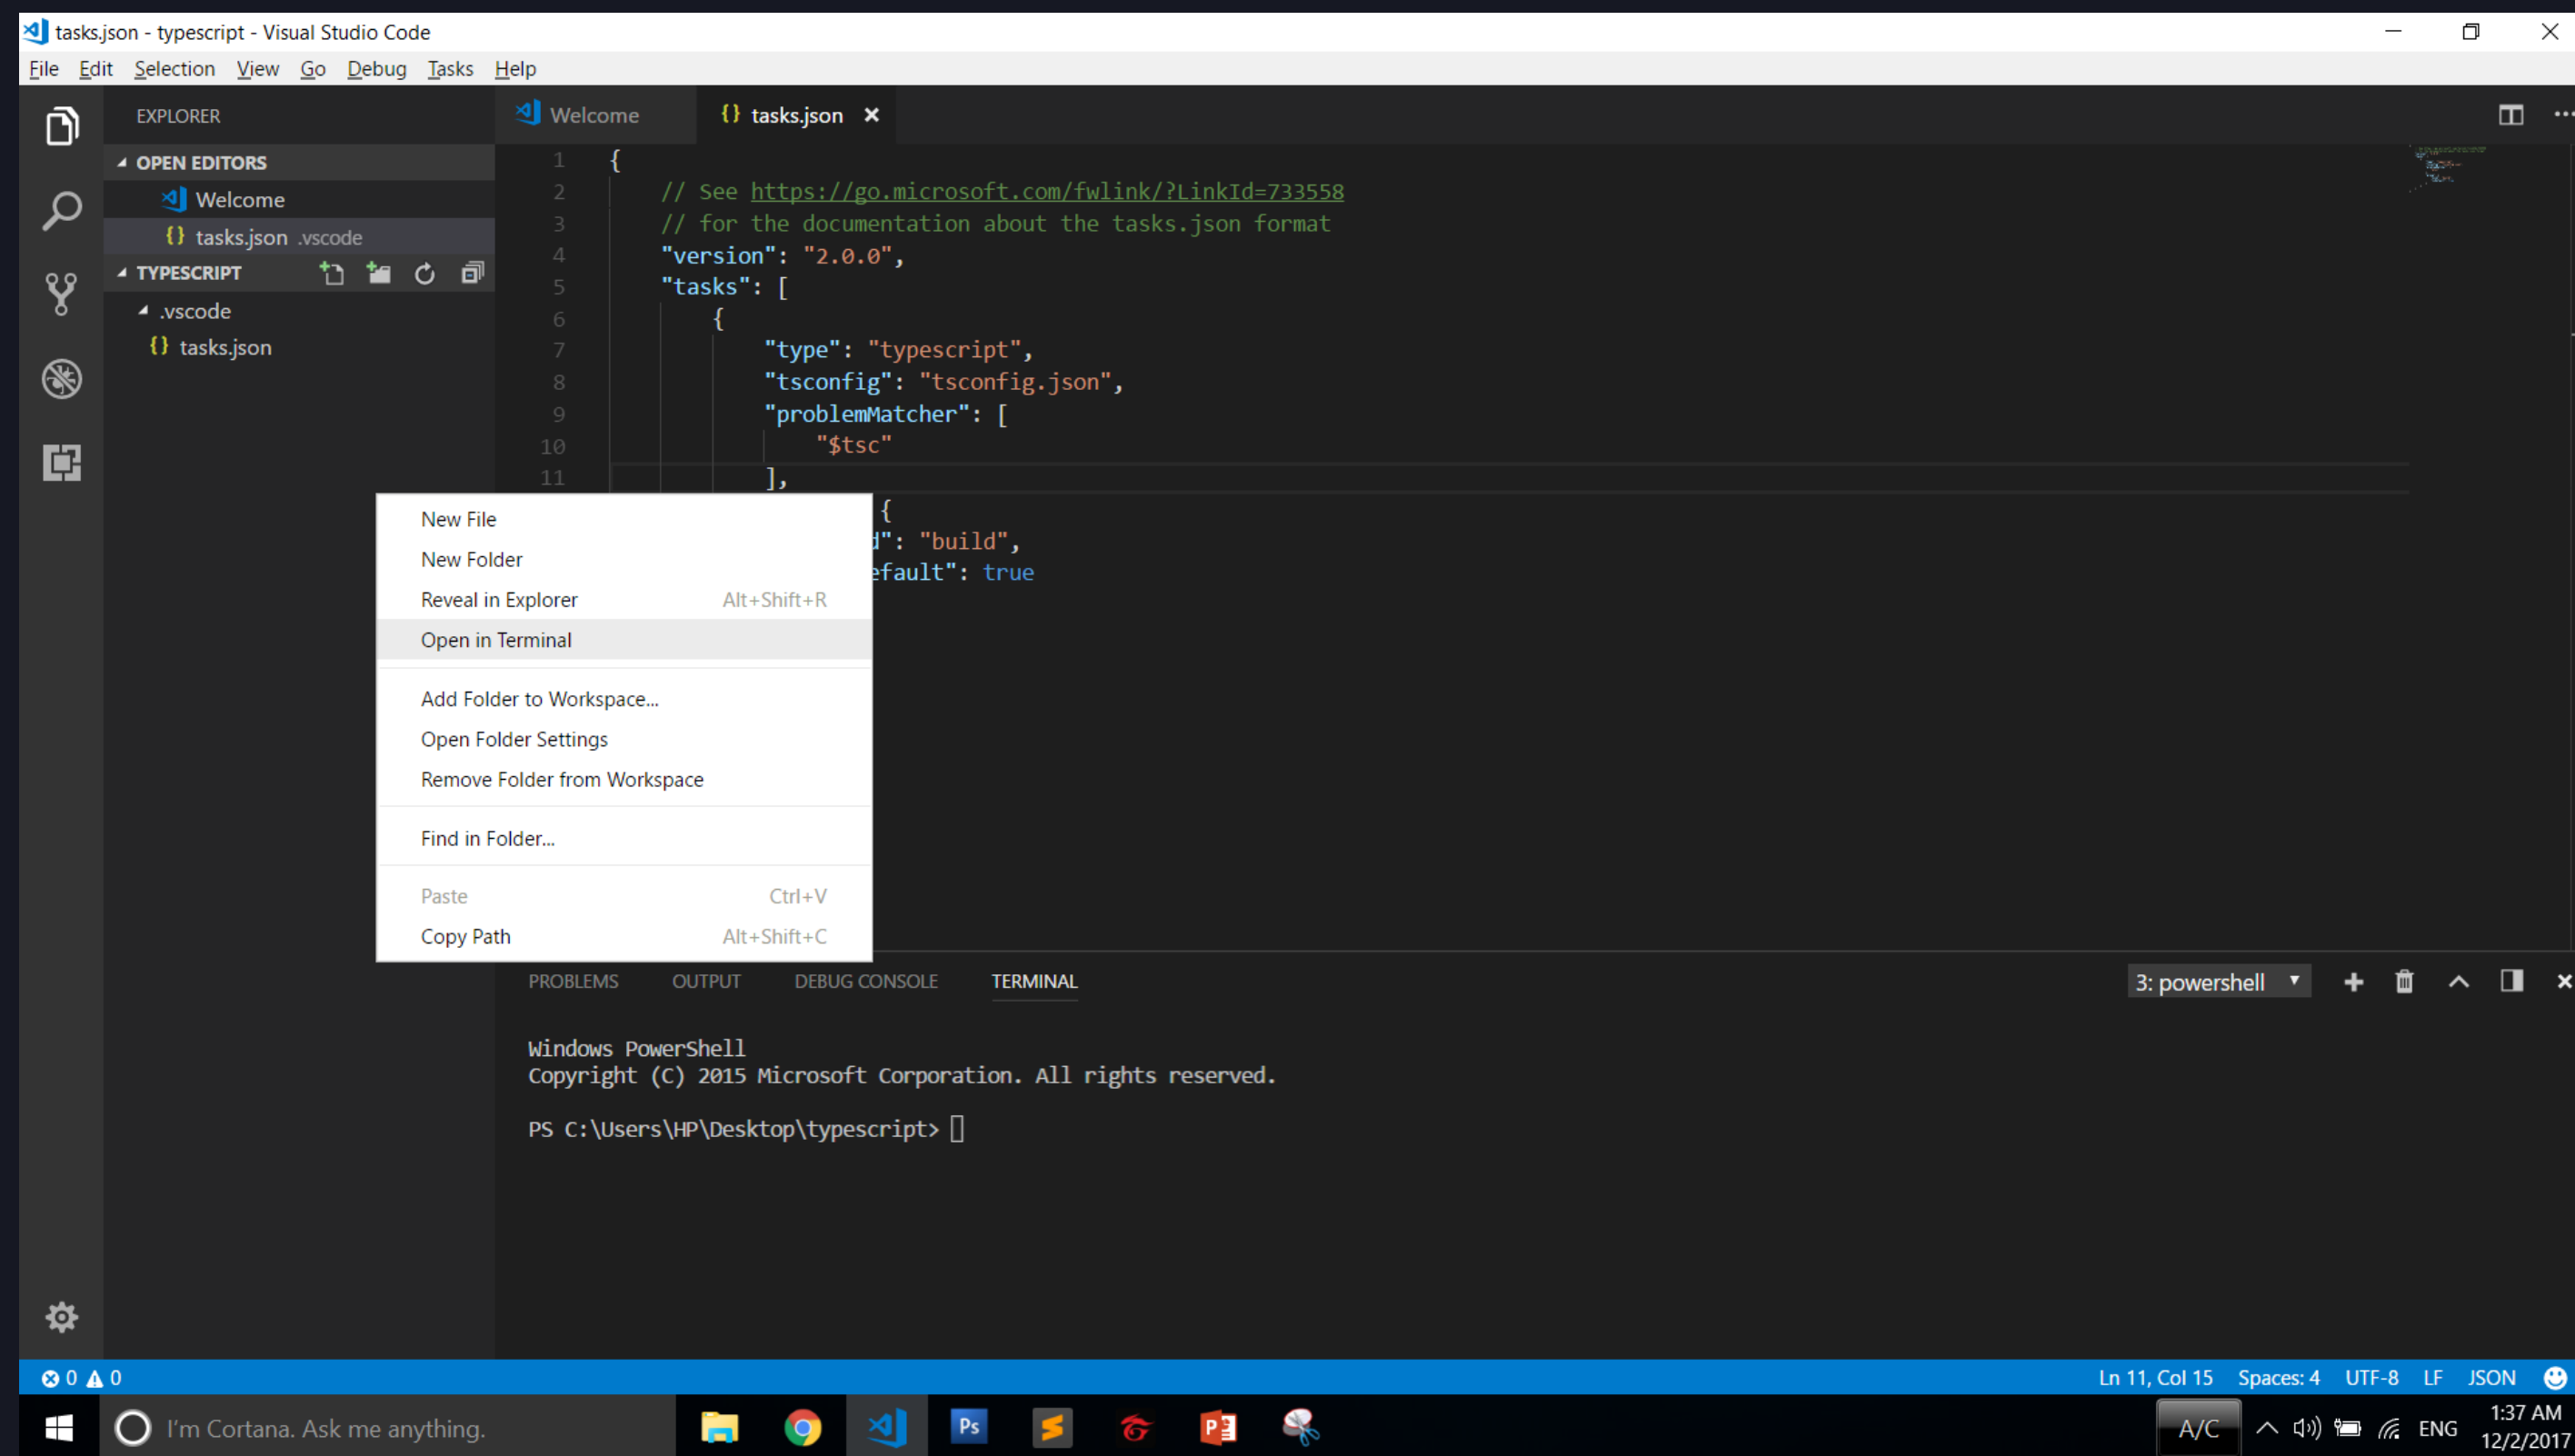 tasks.json - typescript - Visual Studio Code
File Edit Selection View Go Debug Tasks Help
EXPLORER
OPEN EDITORS
Welcome
tasks.json .vscode
TYPESCRIPT
.vscode
{} tasks.json
Welcome
{} tasks.json
1 {
2 // See https://go.microsoft.com/fwlink/?LinkId=733558
3 // for the documentation about the tasks.json format
4 "version": "2.0.0",
5 "tasks": [
6 {
7 "type": "typescript",
8 "tsconfig": "tsconfig.json",
9 "problemMatcher": [
10 "$tsc"
11 ],
{
": "build",
efault": true
New File
New Folder
Reveal in Explorer Alt+Shift+R
Open in Terminal
Add Folder to Workspace...
Open Folder Settings
Remove Folder from Workspace
Find in Folder...
Paste Ctrl+V
Copy Path Alt+Shift+C
PROBLEMS OUTPUT DEBUG CONSOLE TERMINAL
3: powershell
Windows PowerShell
Copyright (C) 2015 Microsoft Corporation. All rights reserved.
PS C:\Users\HP\Desktop\typescript>
0 0
Ln 11, Col 15 Spaces: 4 UTF-8 LF JSON
I'm Cortana. Ask me anything.
Ps
A/C
ENG
1:37 AM
12/2/2017